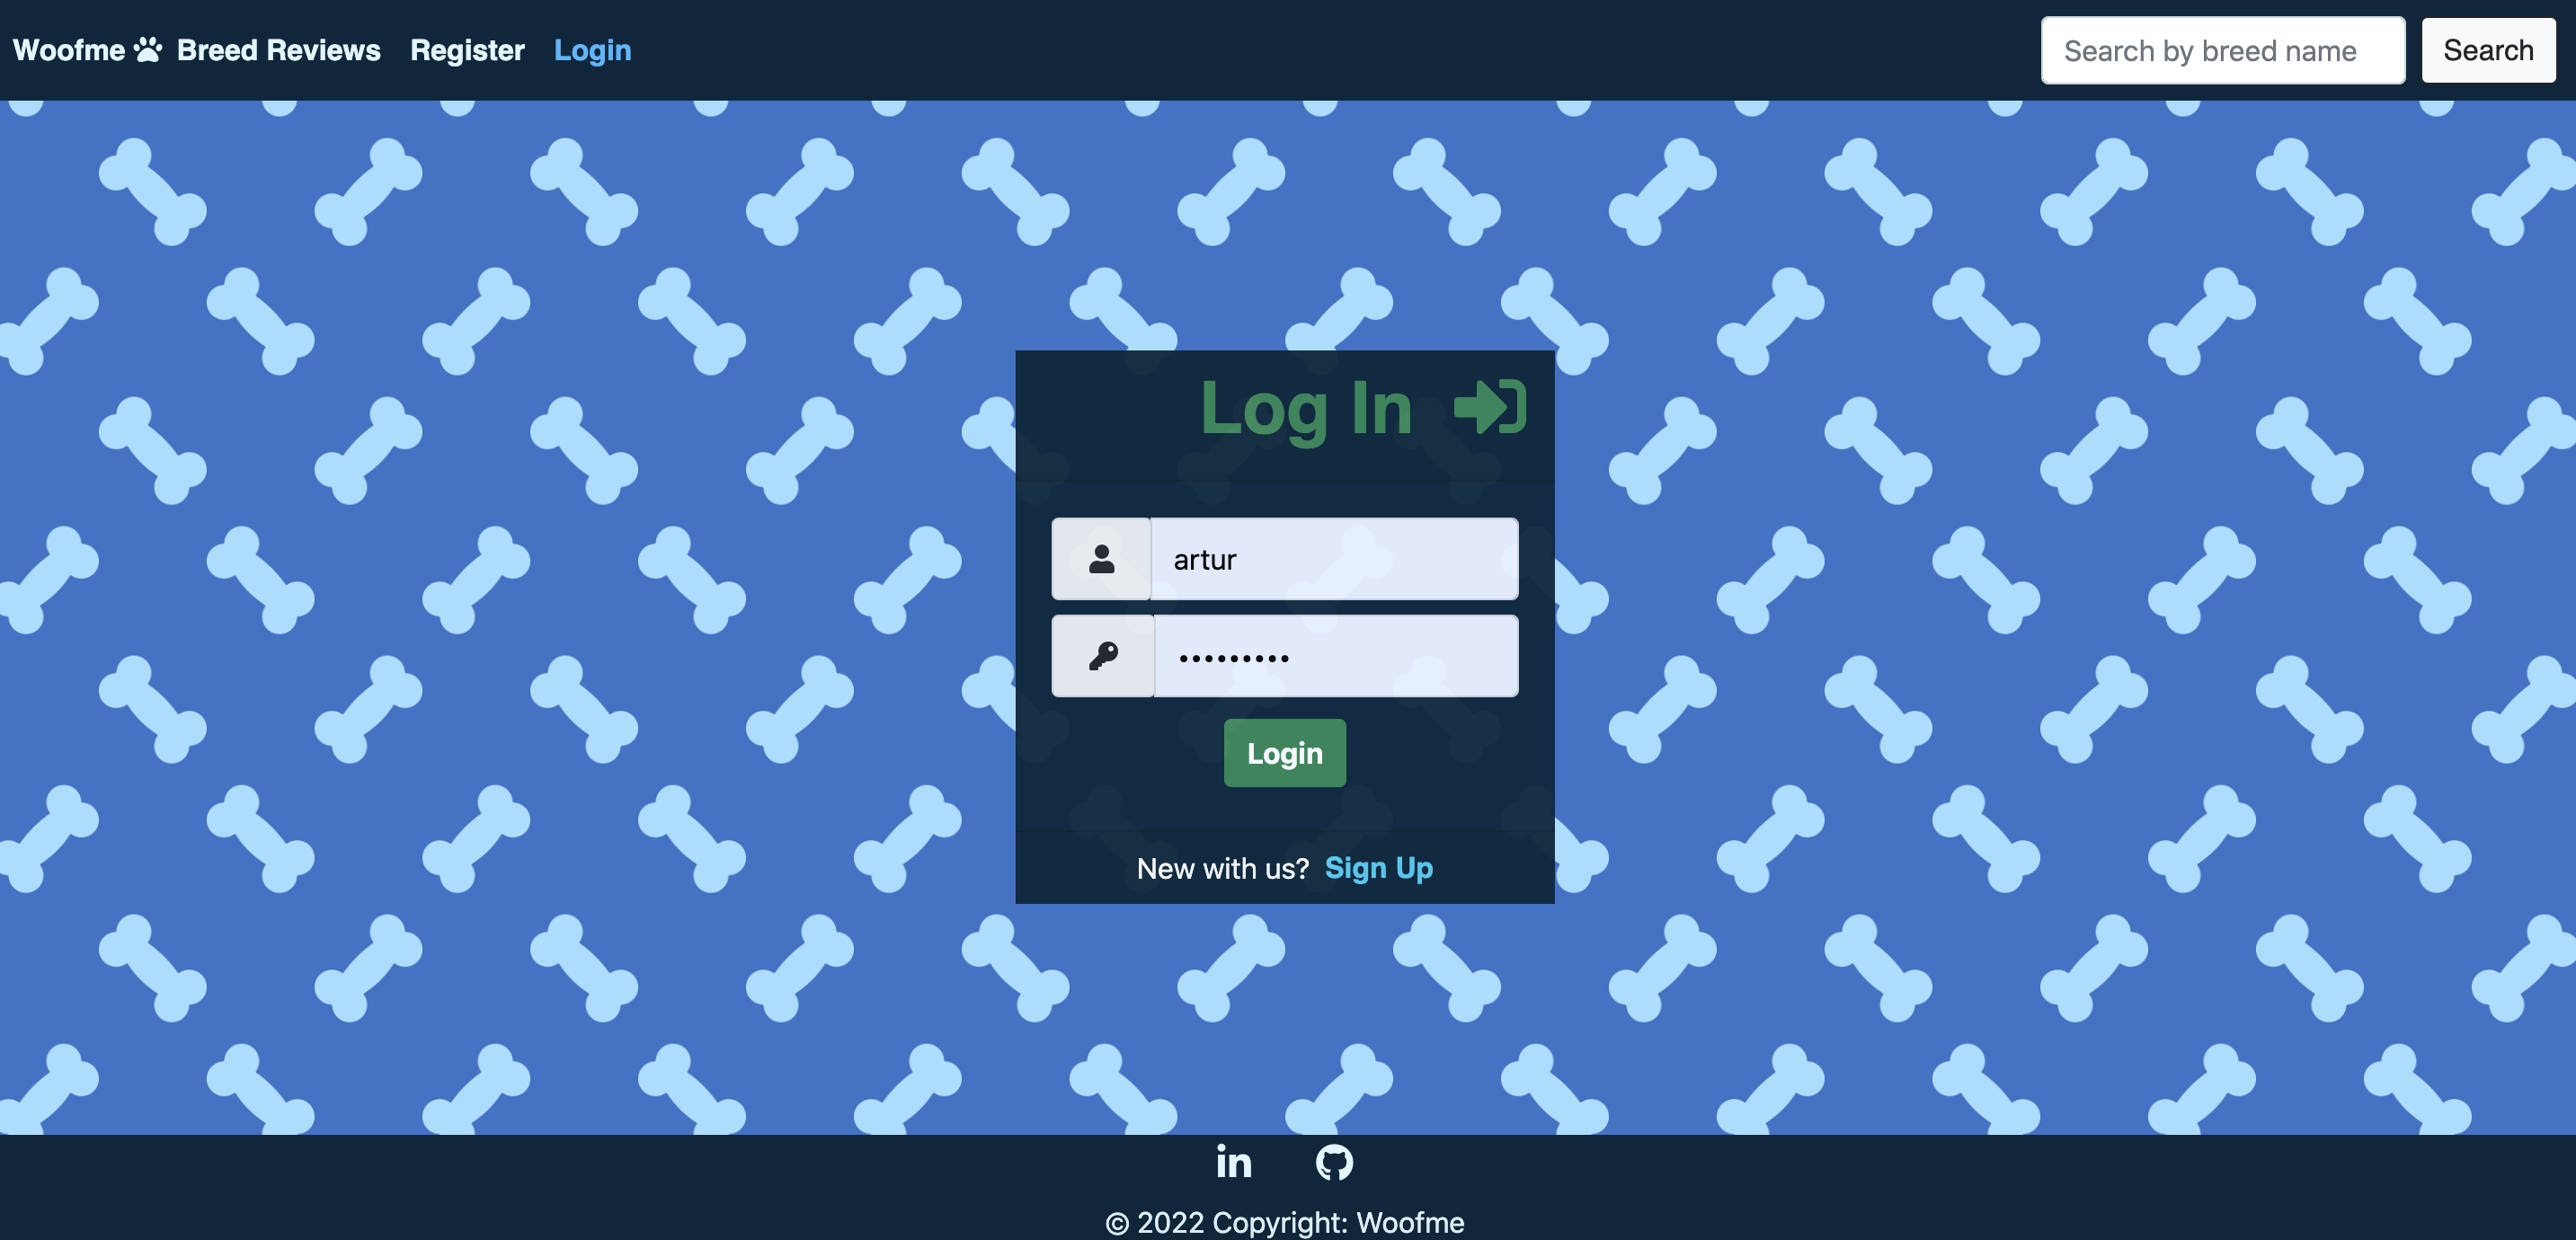 Woofme Breed Reviews Register Login Search by breed name Search
Log In
artur
•••••••••
Login
New with us? Sign Up
in
© 2022 Copyright: Woofme